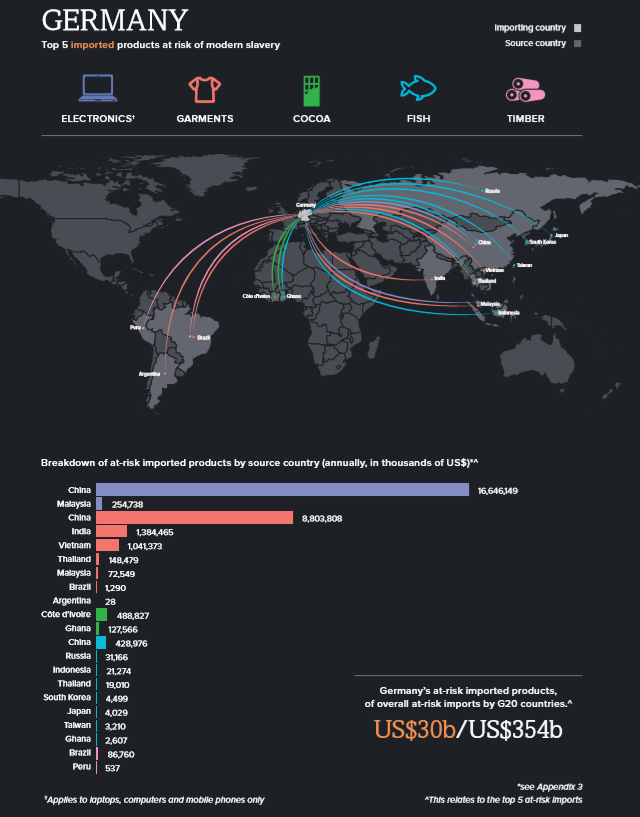 GERMANY
Top 5 imported products at risk of modern slavery
Importing country
Source country
ELECTRONICS†
GARMENTS
COCOA
FISH
TIMBER
Germany
Russia
Japan
South Korea
China
Taiwan
Vietnam
Thailand
India
Côte d'Ivoire
Ghana
Malaysia
Indonesia
Peru
Brazil
Argentina
Breakdown of at-risk imported products by source country (annually, in thousands of US$)*^
China 16,646,149
Malaysia 254,738
China 8,803,808
India 1,384,465
Vietnam 1,041,373
Thailand 148,479
Malaysia 72,549
Brazil 1,290
Argentina 28
Côte d'Ivoire 488,827
Ghana 127,566
China 428,976
Russia 31,166
Indonesia 21,274
Thailand 19,010
South Korea 4,499
Japan 4,029
Taiwan 3,210
Ghana 2,607
Brazil 86,760
Peru 537
Germany's at-risk imported products,
of overall at-risk imports by G20 countries.^
US$30b/US$354b
*see Appendix 3
†Applies to laptops, computers and mobile phones only
^This relates to the top 5 at-risk imports